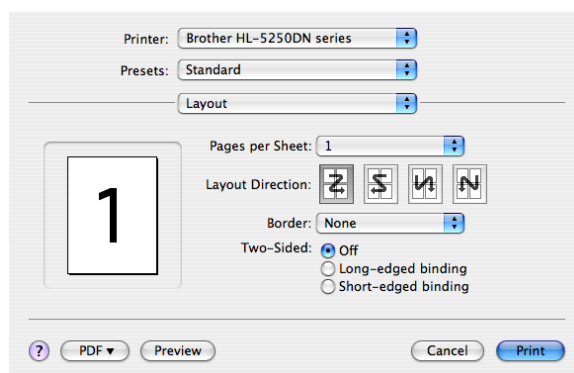 Printer: Brother HL-5250DN series
Presets: Standard
Layout
Pages per Sheet: 1
Layout Direction:
1
Border: None
Two-Sided: Off
Long-edged binding
Short-edged binding
? PDF ▼ Preview Cancel Print